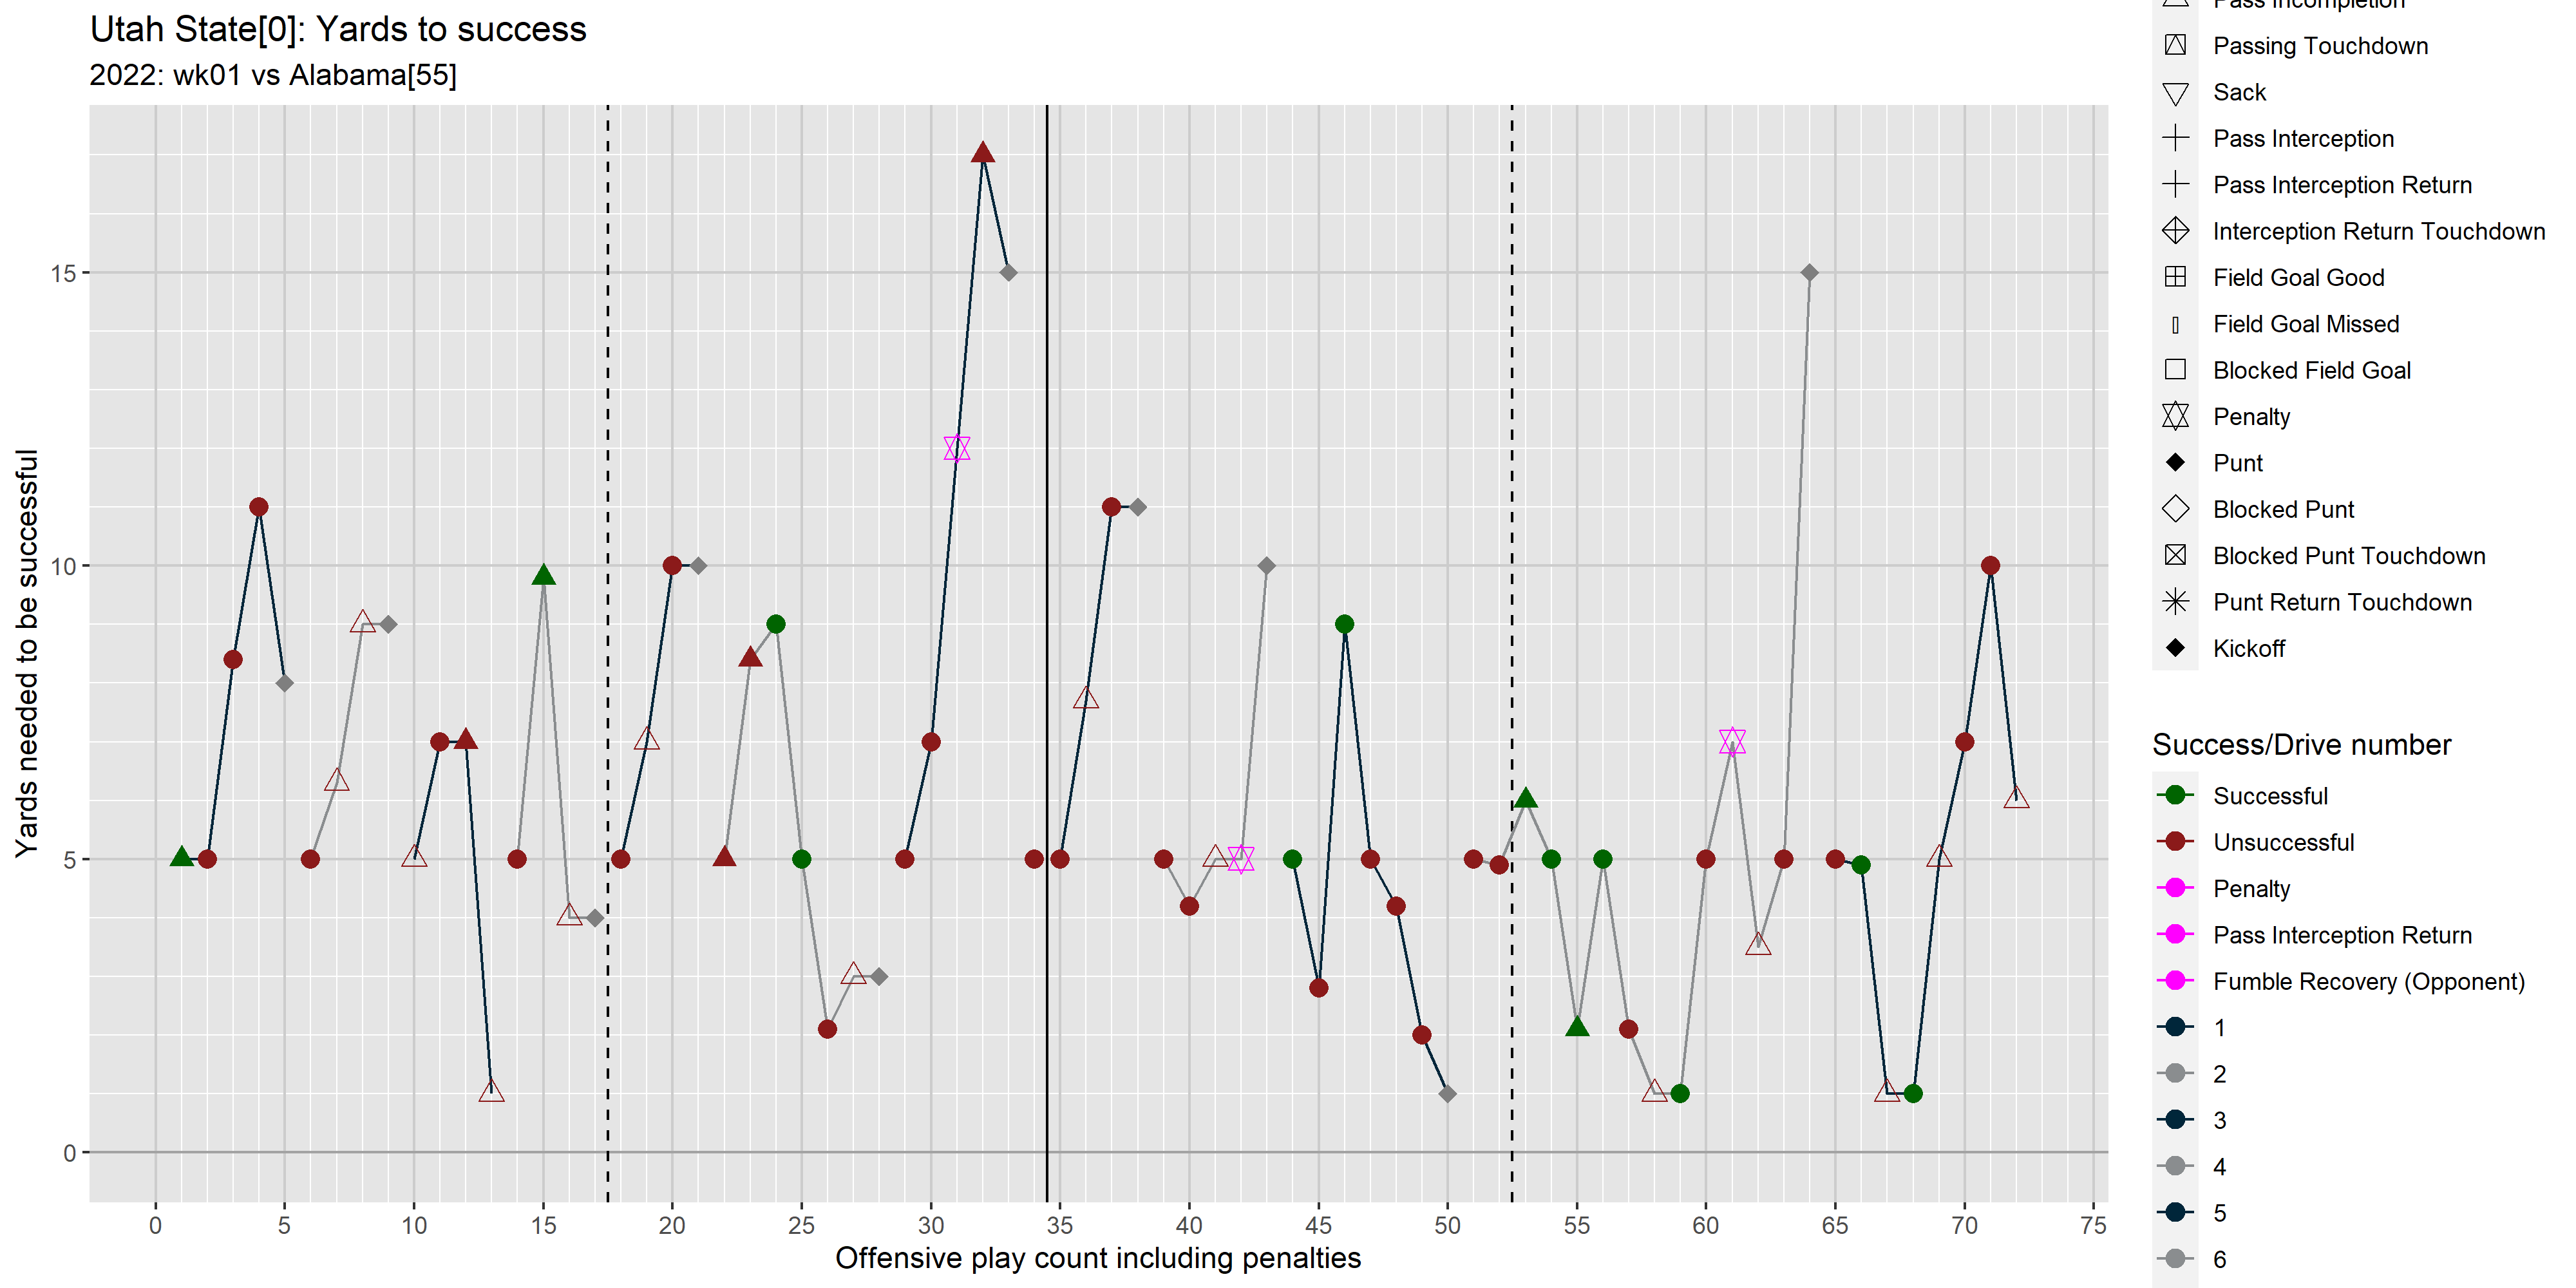 Utah State[0]: Yards to success
2022: wk01 vs Alabama[55]
Yards needed to be successful
15
10
5
0
0 5 10 15 20 25 30 35 40 45 50 55 60 65 70 75
Offensive play count including penalties
Pass Incompletion
Passing Touchdown
Sack
Pass Interception
Pass Interception Return
Interception Return Touchdown
Field Goal Good
Field Goal Missed
Blocked Field Goal
Penalty
Punt
Blocked Punt
Blocked Punt Touchdown
Punt Return Touchdown
Kickoff
Success/Drive number
Successful
Unsuccessful
Penalty
Pass Interception Return
Fumble Recovery (Opponent)
1
2
3
4
5
6